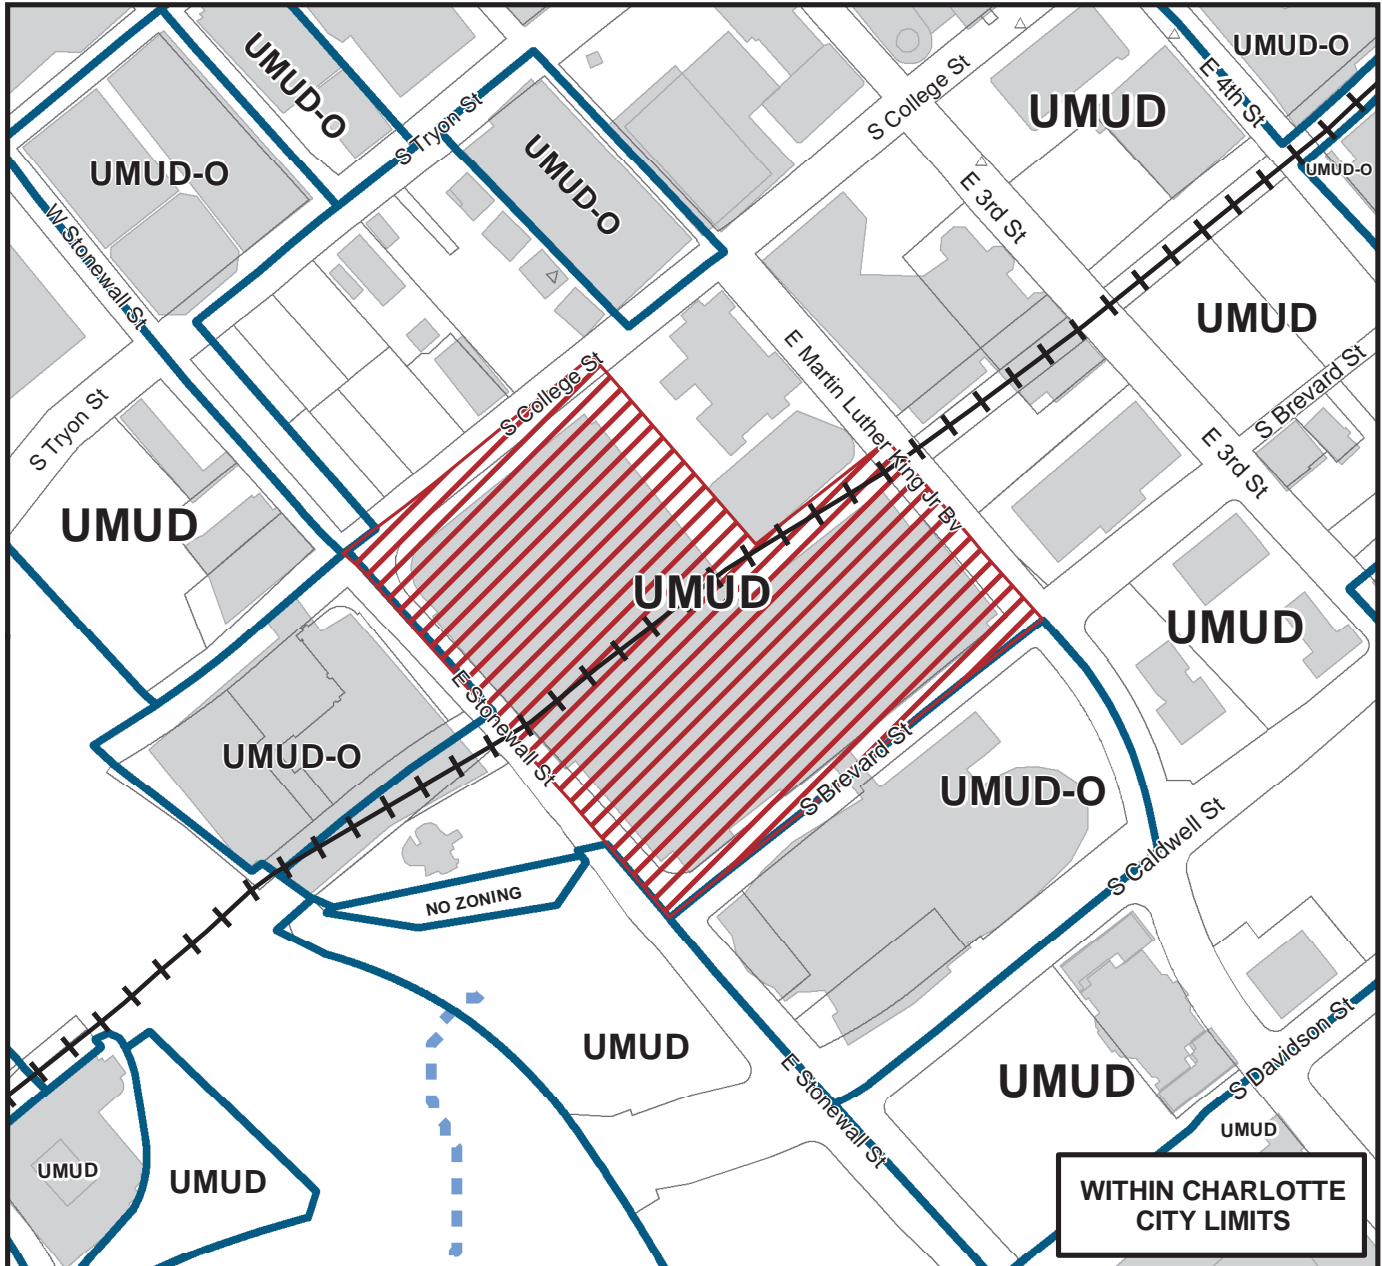 UMUD-O
UMUD-O
E 4th St
S College St
UMUD
S Tryon St
UMUD-O
UMUD-O
UMUD-O
E 3rd St
W Stonewall St
UMUD
E Martin Luther King Jr Bv
S College St
S Brevard St
S Tryon St
E 3rd St
UMUD
UMUD
UMUD
E Stonewall St
UMUD-O
S Brevard St
UMUD-O
S Caldwell St
NO ZONING
UMUD
E Stonewall St
UMUD
S Davidson St
UMUD
UMUD
UMUD
WITHIN CHARLOTTE
CITY LIMITS